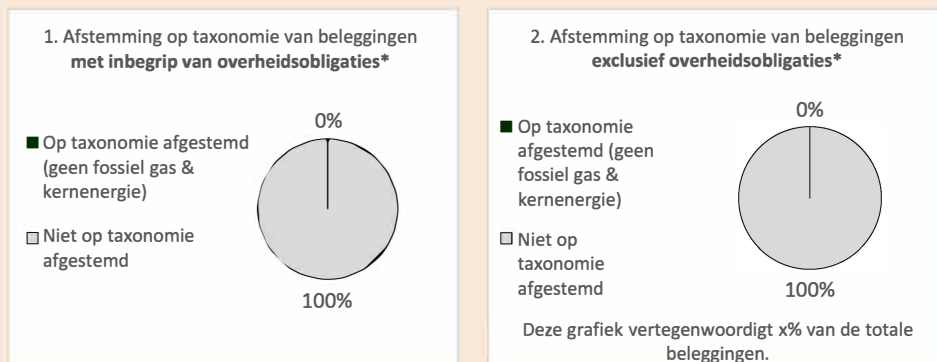 1. Afstemming op taxonomie van beleggingen
met inbegrip van overheidsobligaties*
0%
Op taxonomie afgestemd
(geen fossiel gas &
kernenergie)
Niet op taxonomie
afgestemd
100%
2. Afstemming op taxonomie van beleggingen
exclusief overheidsobligaties*
0%
Op taxonomie
afgestemd (geen
fossiel gas &
kernenergie)
Niet op
taxonomie
afgestemd
100%
Deze grafiek vertegenwoordigt x% van de totale
beleggingen.